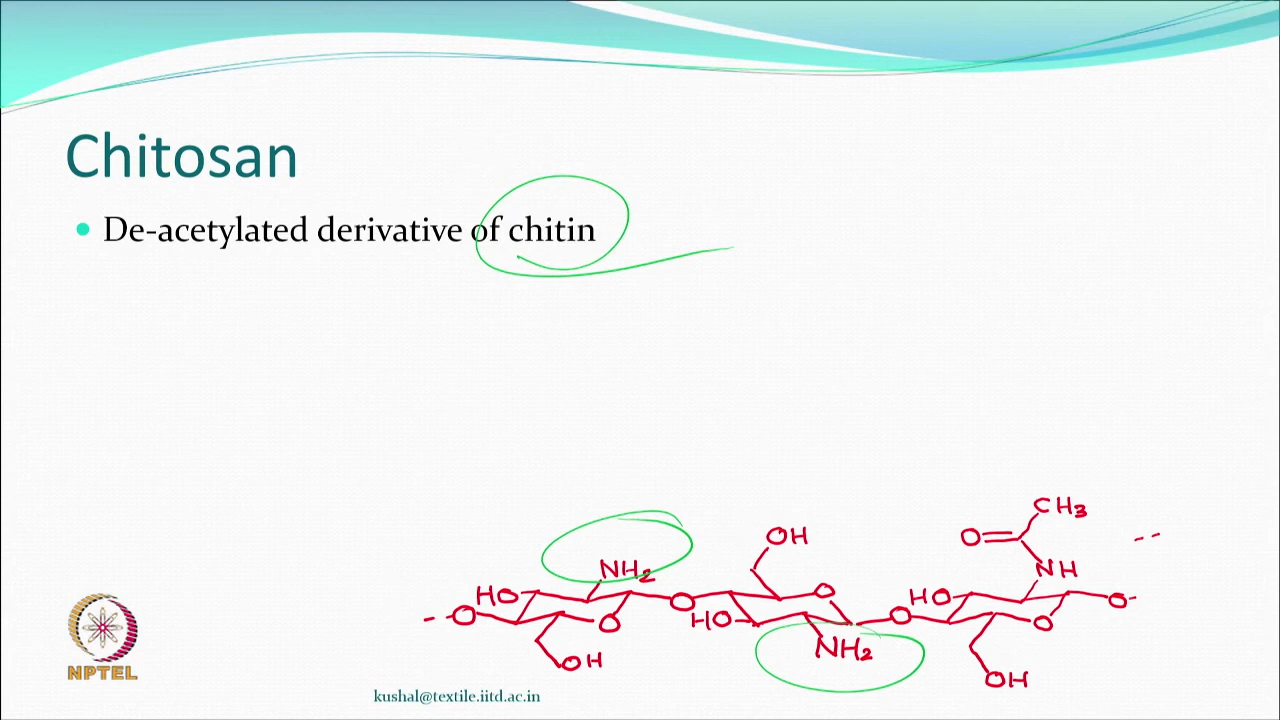 Chitosan
De-acetylated derivative of chitin
CH₃
OH
O
NH₂
NH
HO
O
HO
O
O
O
O
HO
O
HO
NH₂
O
OH
OH
NPTEL
kushal@textile.iitd.ac.in